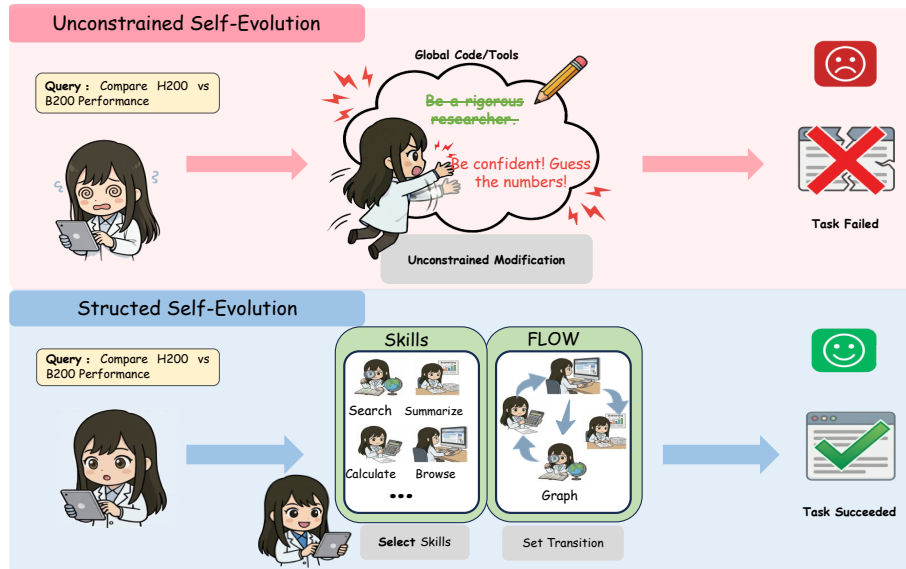 Unconstrained Self-Evolution
Query : Compare H200 vs
B200 Performance
Global Code/Tools
Be a rigorous
researcher.
Be confident! Guess
the numbers!
Unconstrained Modification
Task Failed
Structed Self-Evolution
Query : Compare H200 vs
B200 Performance
Skills
Search Summarize
Calculate Browse
...
Select Skills
FLOW
Graph
Set Transition
Task Succeeded